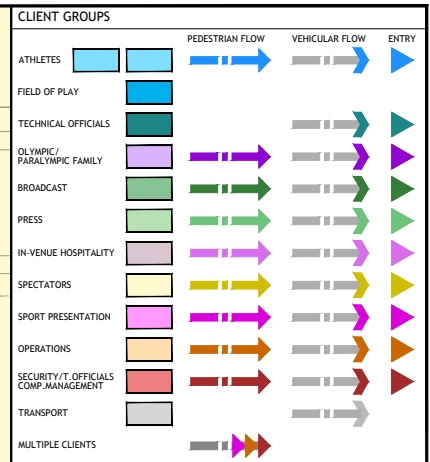 CLIENT GROUPS
PEDESTRIAN FLOW VEHICULAR FLOW ENTRY
ATHLETES
FIELD OF PLAY
TECHNICAL OFFICIALS
OLYMPIC/
PARALYMPIC FAMILY
BROADCAST
PRESS
IN-VENUE HOSPITALITY
SPECTATORS
SPORT PRESENTATION
OPERATIONS
SECURITY/T.OFFICIALS
COMP.MANAGEMENT
TRANSPORT
MULTIPLE CLIENTS